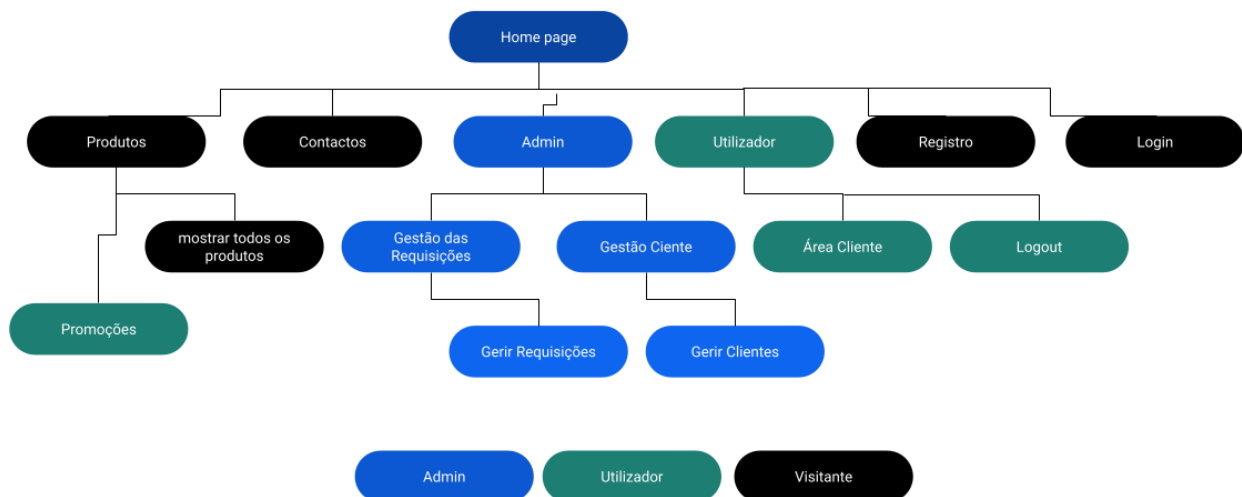 Home page
Produtos
Contactos
Admin
Utilizador
Registro
Login
mostrar todos os
produtos
Gestão das
Requisições
Gestão Ciente
Área Cliente
Logout
Promoções
Gerir Requisições
Gerir Clientes
Admin
Utilizador
Visitante